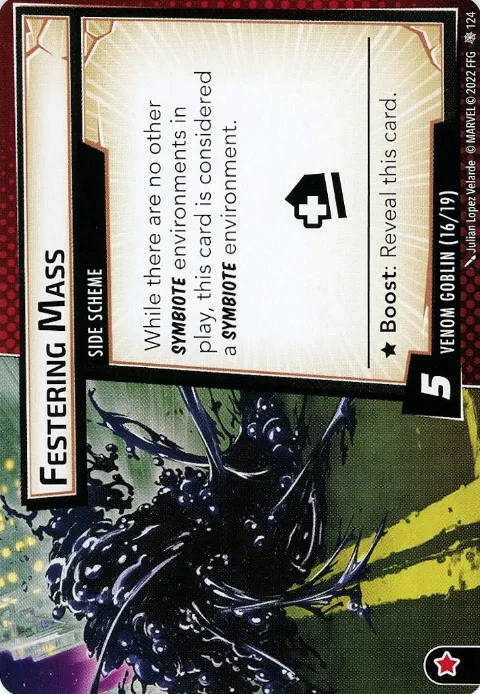 FESTERING MASS
SIDE SCHEME
While there are no other
SYMBIOTE environments in
play, this card is considered
a SYMBIOTE environment.
★ Boost: Reveal this card.
5
VENOM GOBLIN (16/19)
Julian Lopez Velarde © MARVEL © 2022 FFG 124